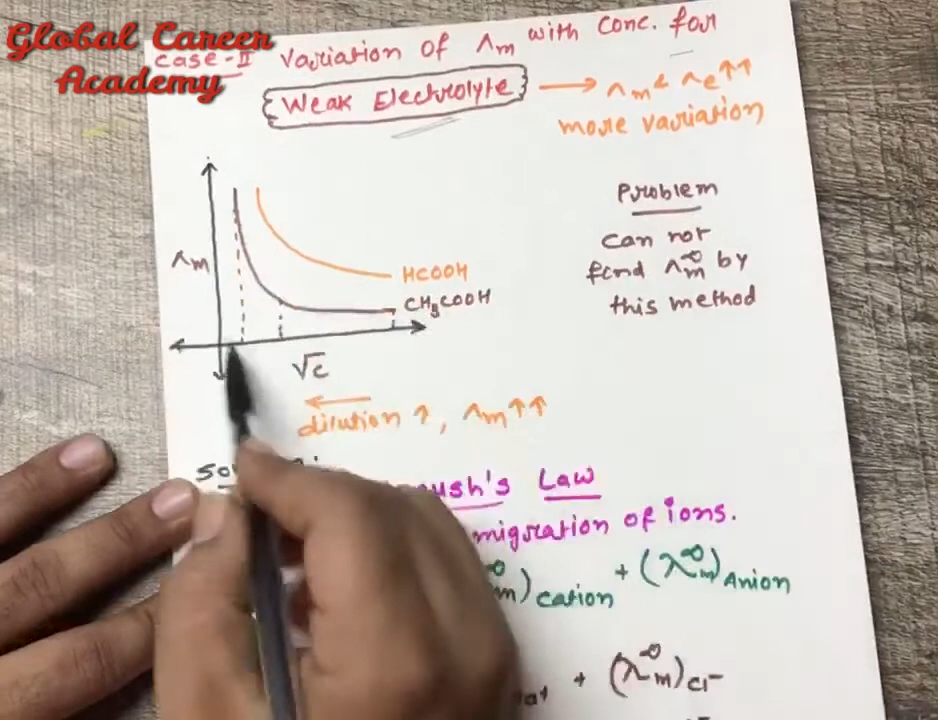 Global Career
Academy
Case-II Variation of Λm with conc. for
Weak Electrolyte → Λm & Λe↑↑
more variation
Problem
can not
find Λ∞m by
this method
Λm
HCOOH
CH3COOH
√c
dilution ↑, Λm↑↑
Law
migration of ions.
m)cation + (λ∞m)Anion
+ (λ∞m)Cl-